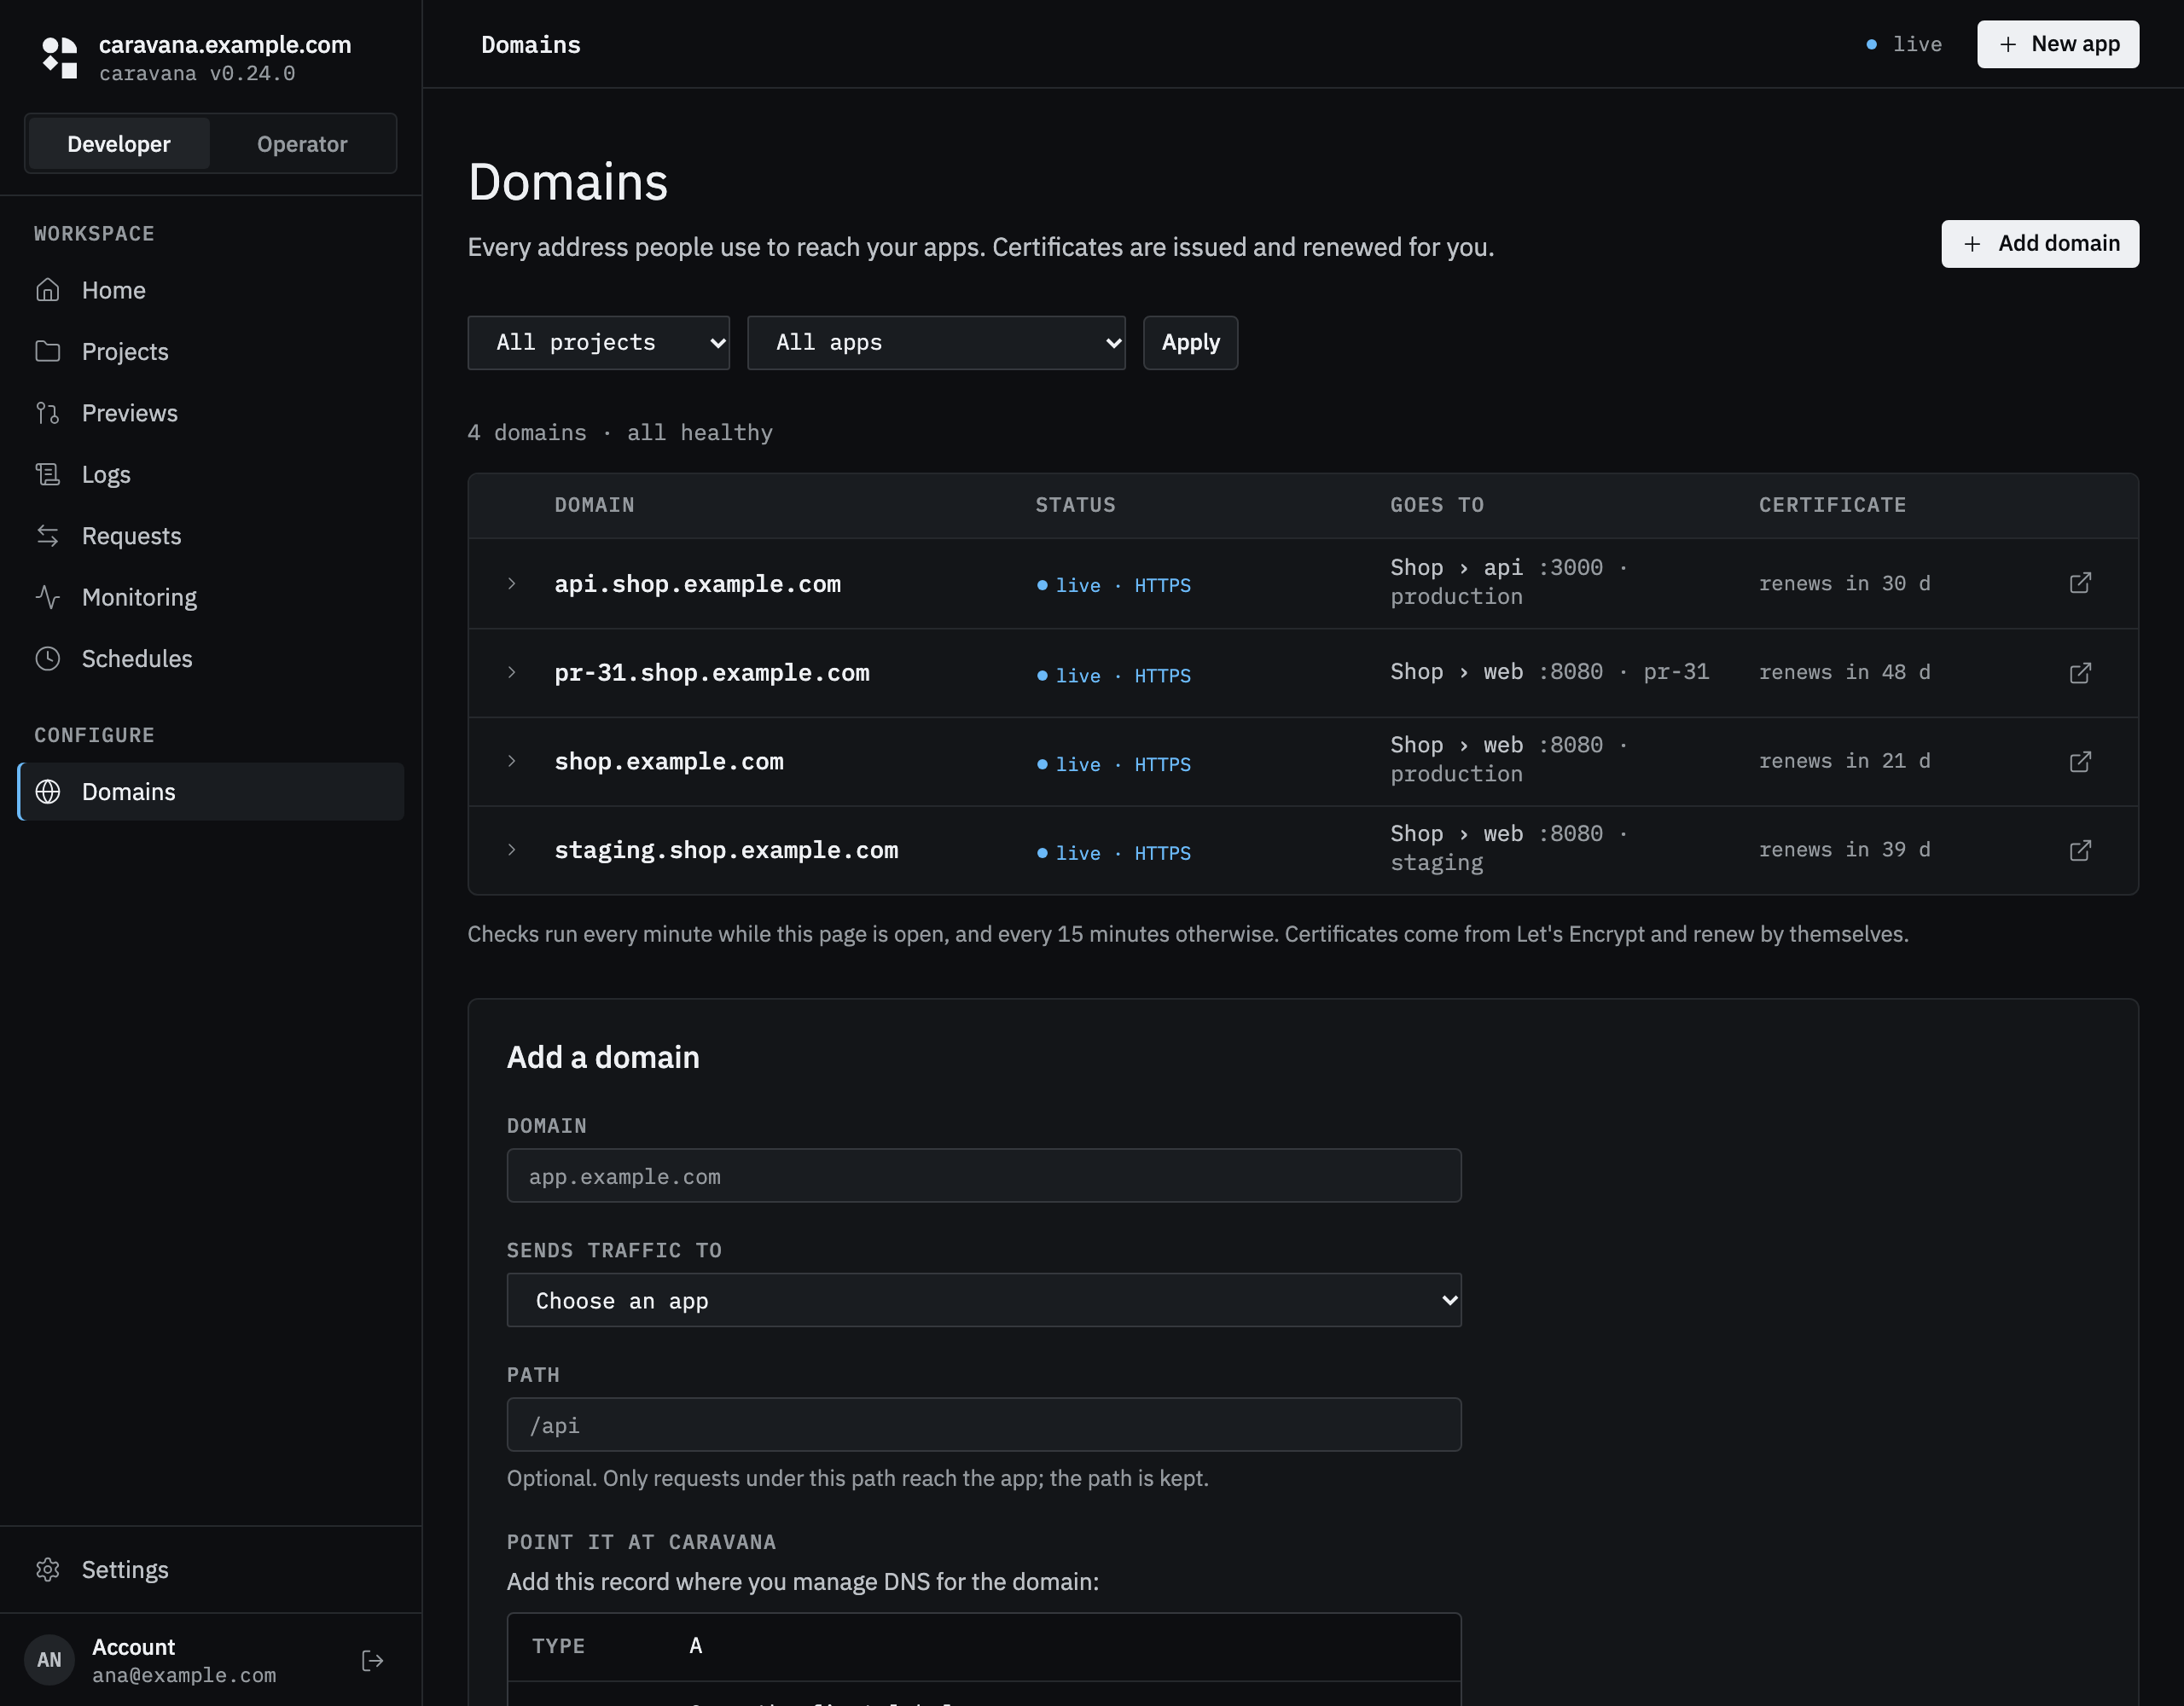 caravana.example.com
caravana v0.24.0
Developer
Operator
WORKSPACE
Home
Projects
Previews
Logs
Requests
Monitoring
Schedules
CONFIGURE
Domains
Settings
AN
Account
ana@example.com
Domains
live
+ New app
Domains
Every address people use to reach your apps. Certificates are issued and renewed for you.
+ Add domain
All projects
All apps
Apply
4 domains · all healthy
DOMAIN STATUS GOES TO CERTIFICATE
api.shop.example.com live · HTTPS Shop › api :3000 · renews in 30 d
production
pr-31.shop.example.com live · HTTPS Shop › web :8080 · pr-31 renews in 48 d
shop.example.com live · HTTPS Shop › web :8080 · renews in 21 d
production
staging.shop.example.com live · HTTPS Shop › web :8080 · renews in 39 d
staging
Checks run every minute while this page is open, and every 15 minutes otherwise. Certificates come from Let's Encrypt and renew by themselves.
Add a domain
DOMAIN
app.example.com
SENDS TRAFFIC TO
Choose an app
PATH
/api
Optional. Only requests under this path reach the app; the path is kept.
POINT IT AT CARAVANA
Add this record where you manage DNS for the domain:
TYPE A